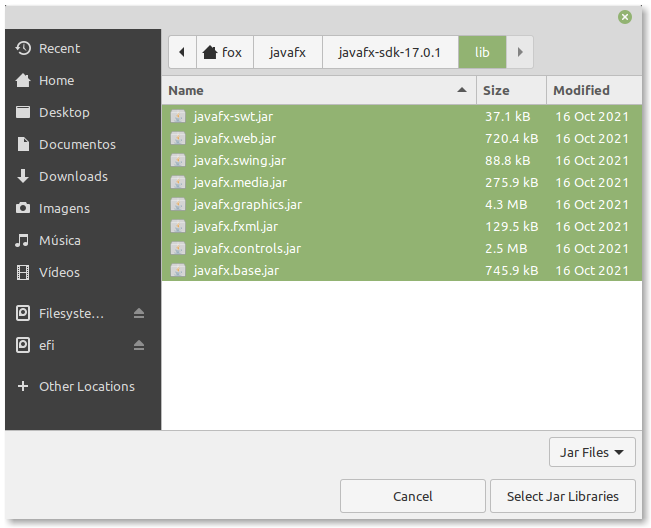 Recent
Home
Desktop
Documentos
Downloads
Imagens
Música
Vídeos
Filesyste...
efi
Other Locations
fox javafx javafx-sdk-17.0.1 lib
Name Size Modified
javafx-swt.jar 37.1 kB 16 Oct 2021
javafx.web.jar 720.4 kB 16 Oct 2021
javafx.swing.jar 88.8 kB 16 Oct 2021
javafx.media.jar 275.9 kB 16 Oct 2021
javafx.graphics.jar 4.3 MB 16 Oct 2021
javafx.fxml.jar 129.5 kB 16 Oct 2021
javafx.controls.jar 2.5 MB 16 Oct 2021
javafx.base.jar 745.9 kB 16 Oct 2021
Jar Files
Cancel Select Jar Libraries